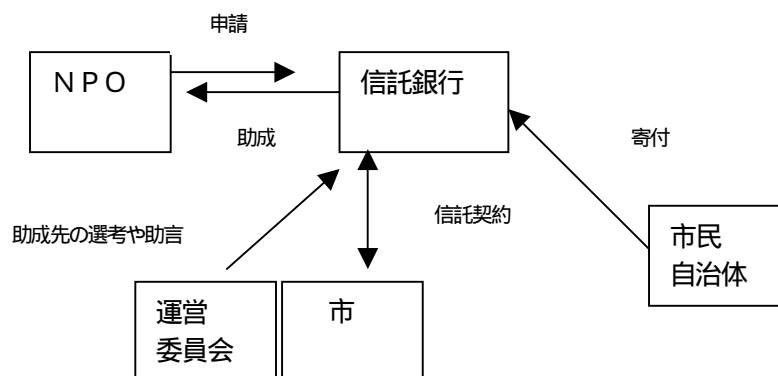 申請
ＮＰＯ
信託銀行
助成
寄付
助成先の選考や助言
信託契約
市民
自治体
運営
委員会
市